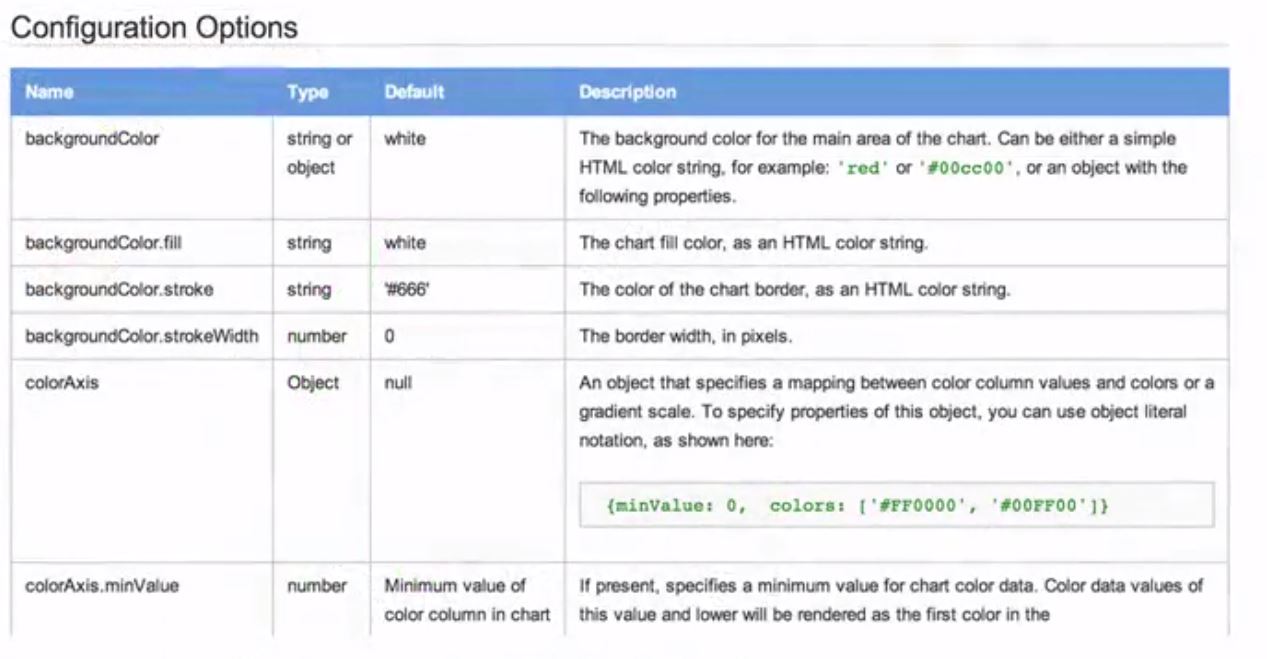 Configuration Options
Name Type Default Description
backgroundColor string or white The background color for the main area of the chart. Can be either a simple
object HTML color string, for example: 'red' or '#00cc00', or an object with the
following properties.
backgroundColor.fill string white The chart fill color, as an HTML color string.
backgroundColor.stroke string '#666' The color of the chart border, as an HTML color string.
backgroundColor.strokeWidth number 0 The border width, in pixels.
colorAxis Object null An object that specifies a mapping between color column values and colors or a
gradient scale. To specify properties of this object, you can use object literal
notation, as shown here:
{minValue: 0, colors: ['#FF0000', '#00FF00']}
colorAxis.minValue number Minimum value of If present, specifies a minimum value for chart color data. Color data values of
color column in chart this value and lower will be rendered as the first color in the